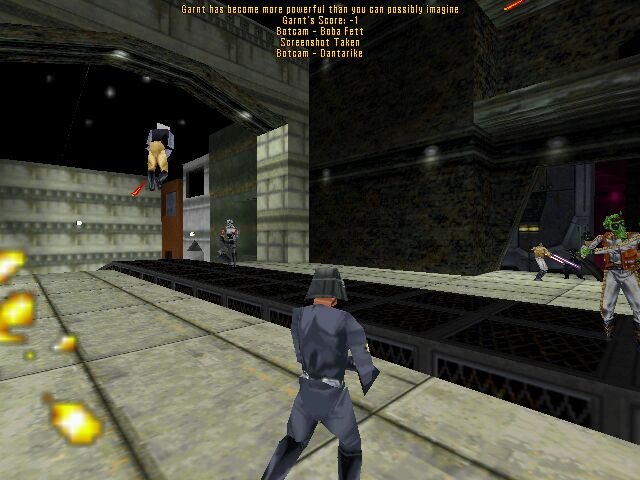 Garnt has become more powerful than you can possibly imagine
Garnt's Score: -1
Botcam - Boba Fett
Screenshot Taken
Botcam - Dantarike